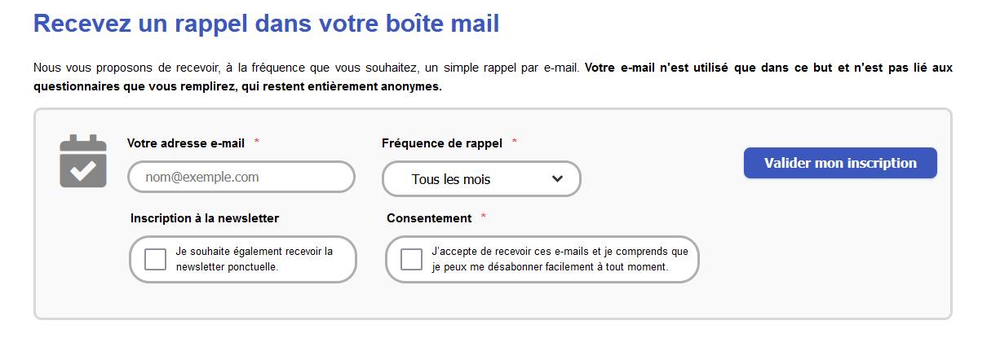 Recevez un rappel dans votre boîte mail
Nous vous proposons de recevoir, à la fréquence que vous souhaitez, un simple rappel par e-mail. Votre e-mail n'est utilisé que dans ce but et n'est pas lié aux
questionnaires que vous remplirez, qui restent entièrement anonymes.
Votre adresse e-mail *
Fréquence de rappel *
nom@exemple.com
Tous les mois
Valider mon inscription
Inscription à la newsletter
Consentement *
Je souhaite également recevoir la
newsletter ponctuelle.
J'accepte de recevoir ces e-mails et je comprends que
je peux me désabonner facilement à tout moment.